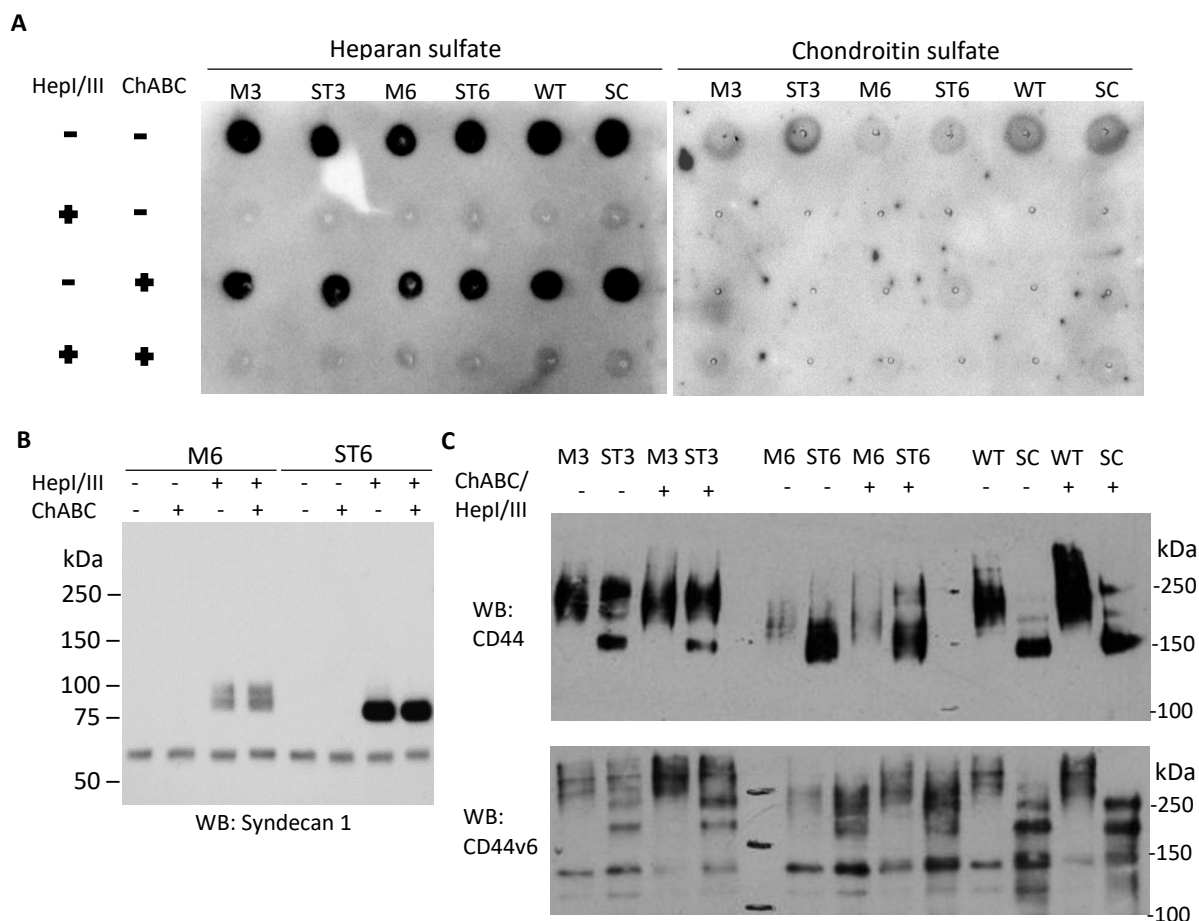 A
Heparan sulfate Chondroitin sulfate
HepI/III ChABC M3 ST3 M6 ST6 WT SC M3 ST3 M6 ST6 WT SC
- -
+ -
- +
+ +
B
M6 ST6
HepI/III - - + + - - + +
ChABC - + - + - + - +
kDa
250 –
150 –
100 –
75 –
50 –
WB: Syndecan 1
C
M3 ST3 M3 ST3 M6 ST6 M6 ST6 WT SC WT SC
ChABC/
HepI/III
- - + + - - + + - - + +
kDa
-250
-150
-100
WB:
CD44
kDa
-250
-150
-100
WB:
CD44v6